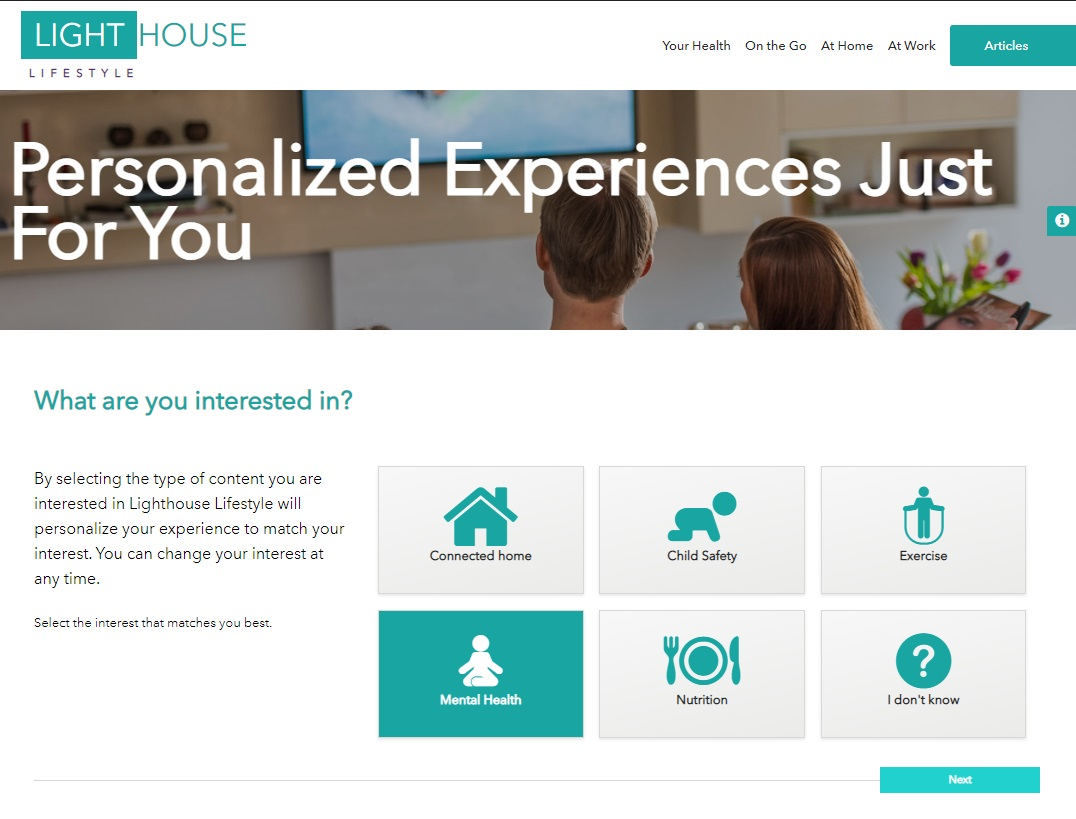 LIGHT HOUSE
LIFESTYLE
Your Health On the Go At Home At Work Articles
Personalized Experiences Just
For You
What are you interested in?
By selecting the type of content you are
interested in Lighthouse Lifestyle will
personalize your experience to match your
interest. You can change your interest at
any time.
Select the interest that matches you best.
Connected home
Child Safety
Exercise
Mental Health
Nutrition
?
I don't know
Next